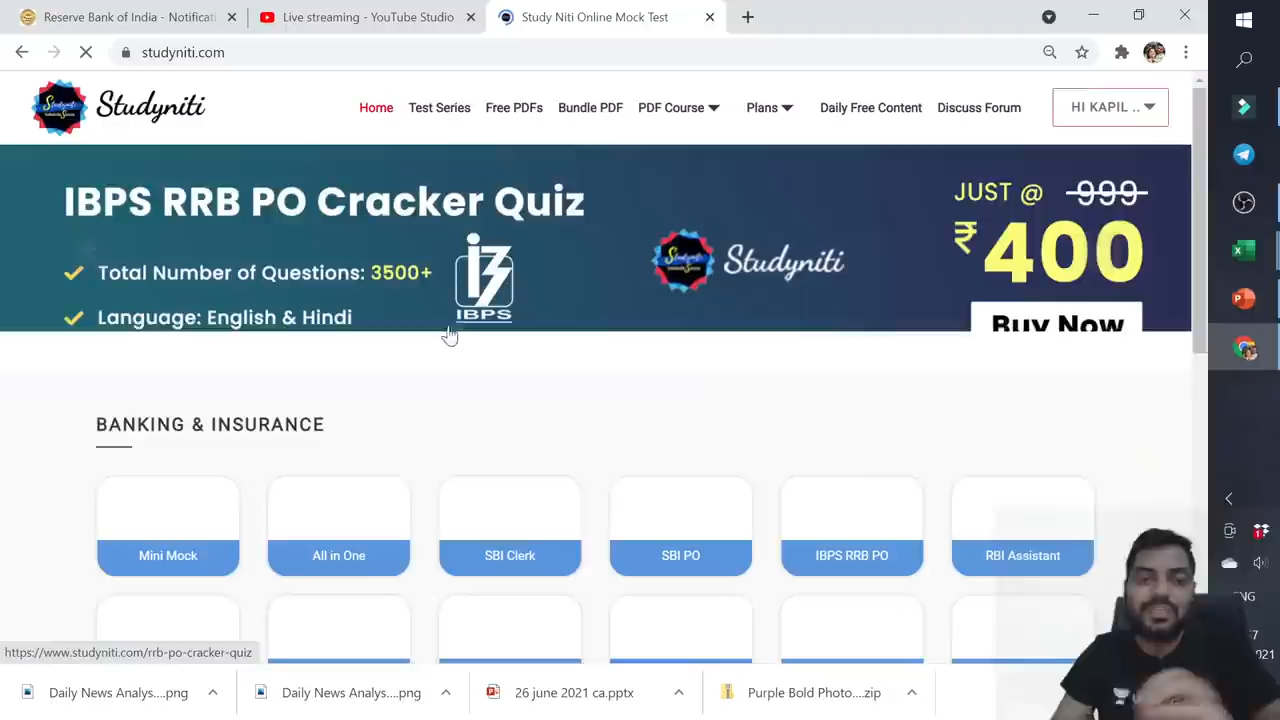 Reserve Bank of India - Notificati
Live streaming - YouTube Studio
Study Niti Online Mock Test
studyniti.com
Studyniti
Home
Test Series
Free PDFs
Bundle PDF
PDF Course
Plans
Daily Free Content
Discuss Forum
HI KAPIL ..
IBPS RRB PO Cracker Quiz
Total Number of Questions: 3500+
Language: English & Hindi
IBPS
Studyniti
JUST @ 999
₹400
Buy Now
BANKING & INSURANCE
Mini Mock
All in One
SBI Clerk
SBI PO
IBPS RRB PO
RBI Assistant
https://www.studyniti.com/rrb-po-cracker-quiz
ENG
Daily News Analys....png
Daily News Analys....png
26 june 2021 ca.pptx
Purple Bold Photo....zip